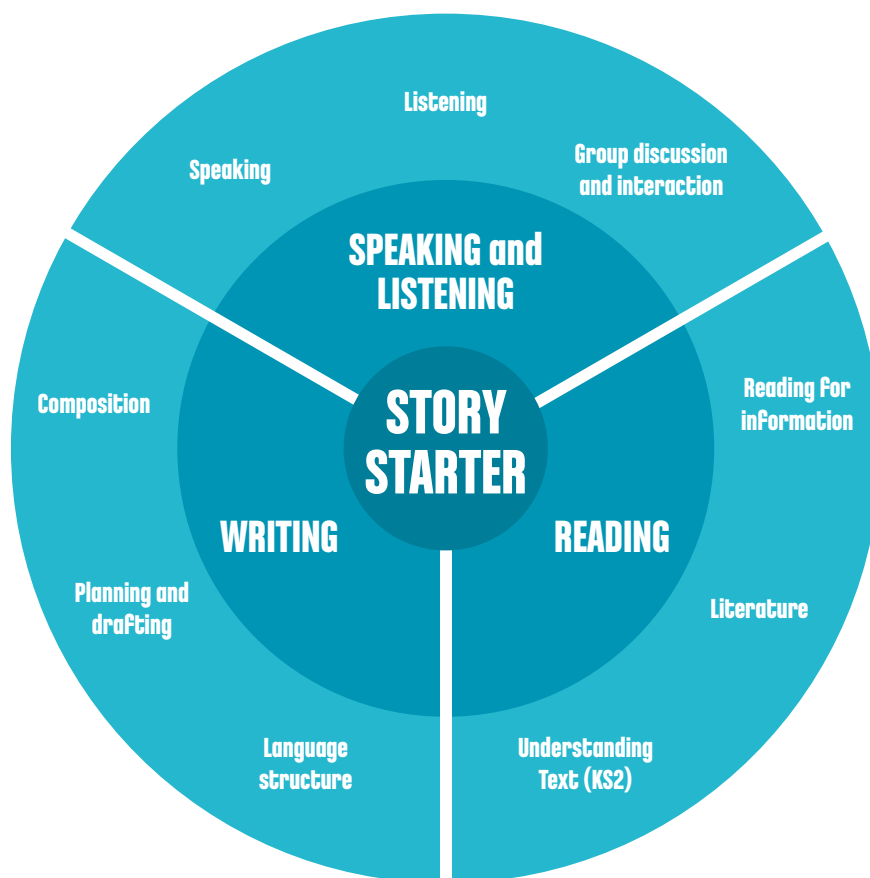 Listening
Speaking
Group discussion
and interaction
SPEAKING and
LISTENING
STORY
STARTER
Composition
Reading for
information
WRITING
READING
Planning and
drafting
Literature
Language
structure
Understanding
Text (KS2)